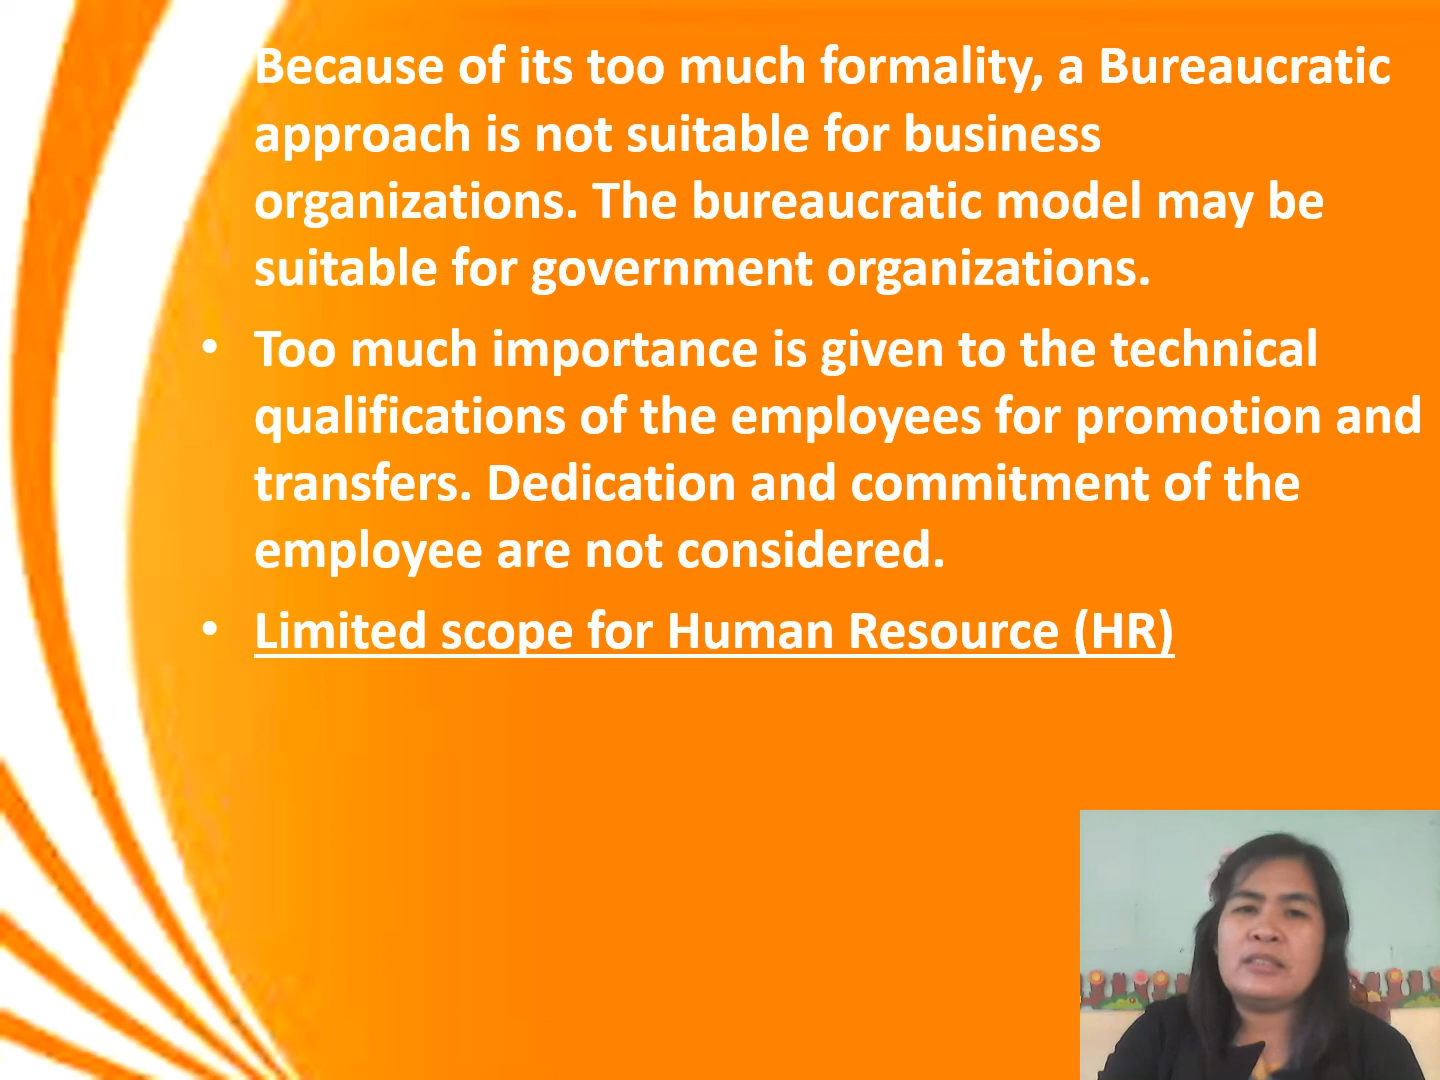 Because of its too much formality, a Bureaucratic
approach is not suitable for business
organizations. The bureaucratic model may be
suitable for government organizations.
• Too much importance is given to the technical
qualifications of the employees for promotion and
transfers. Dedication and commitment of the
employee are not considered.
• Limited scope for Human Resource (HR)